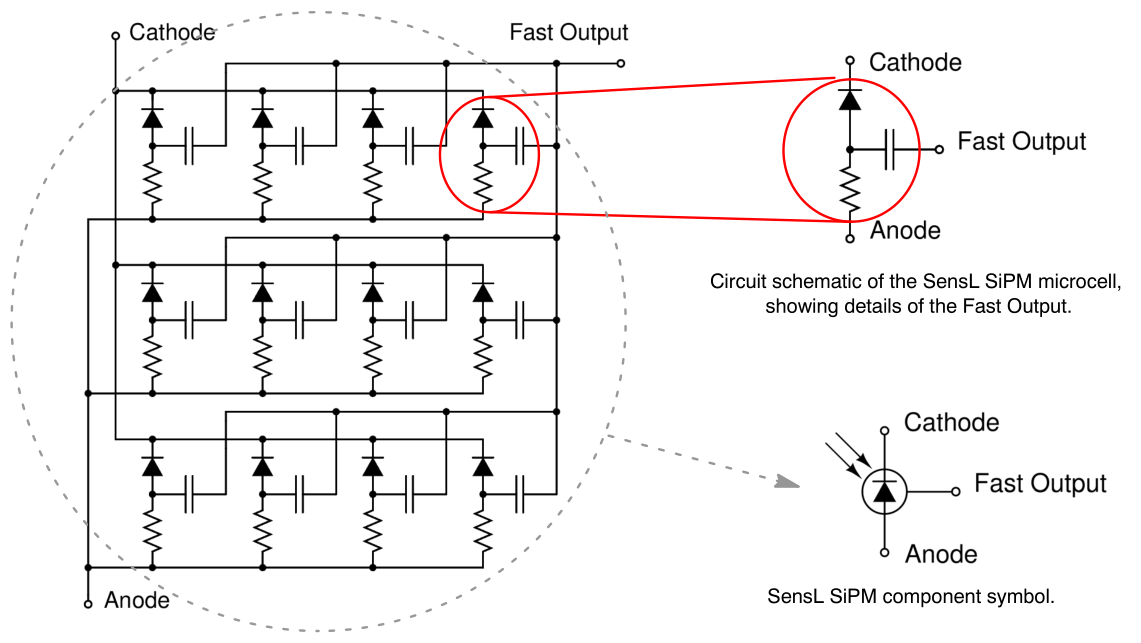 Cathode
Fast Output
Cathode
Fast Output
Anode
Circuit schematic of the SensL SiPM microcell,
showing details of the Fast Output.
Cathode
Fast Output
Anode
SensL SiPM component symbol.
Anode